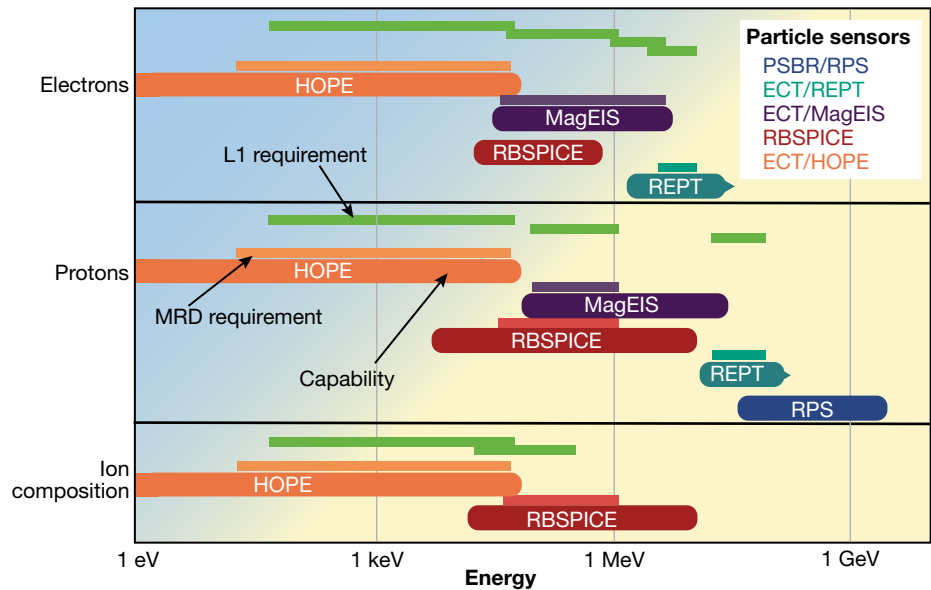 Particle sensors
PSBR/RPS
ECT/REPT
ECT/MagEIS
RBSPICE
ECT/HOPE
Electrons
HOPE
MagEIS
RBSPICE
REPT
L1 requirement
Protons
HOPE
MRD requirement
MagEIS
RBSPICE
Capability
REPT
RPS
Ion
composition
HOPE
RBSPICE
1 eV
1 keV
1 MeV
1 GeV
Energy